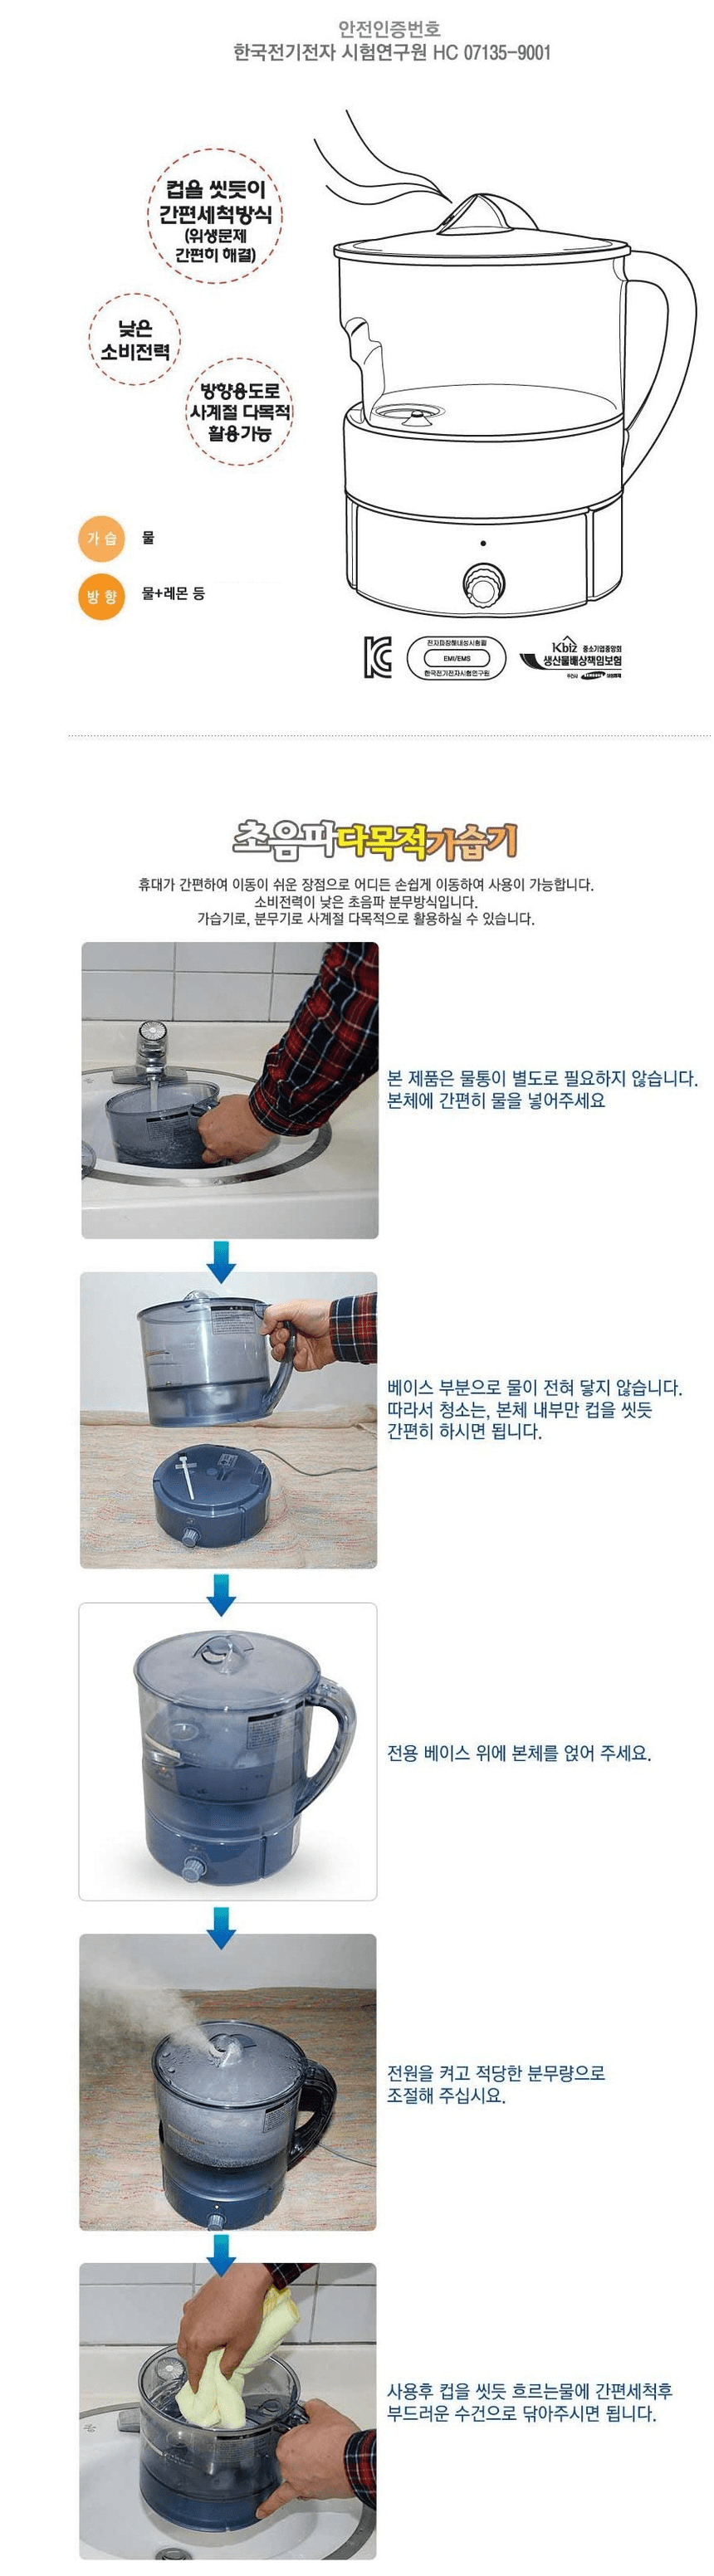 안전인증번호
한국전기전자 시험연구원 HC 07135-9001
컵을 씻듯이
간편세척방식
(위생문제
간편히 해결)
낮은
소비전력
방향용도로
사계절 다목적
활용가능
가습 물
방향 물+레몬 등
전자파장해내성시험필
EMI/EMS
한국전기전자시험연구원
Kbiz 중소기업중앙회
생산물배상책임보험
SAMSUNG
초음파다목적가습기
휴대가 간편하여 이동이 쉬운 장점으로 어디든 손쉽게 이동하여 사용이 가능합니다.
소비전력이 낮은 초음파 분무방식입니다.
가습기로, 분무기로 사계절 다목적으로 활용하실 수 있습니다.
본 제품은 물통이 별도로 필요하지 않습니다.
본체에 간편히 물을 넣어주세요
베이스 부분으로 물이 전혀 닿지 않습니다.
따라서 청소는, 본체 내부만 컵을 씻듯
간편히 하시면 됩니다.
전용 베이스 위에 본체를 얹어 주세요.
전원을 켜고 적당한 분무량으로
조절해 주십시요.
사용후 컵을 씻듯 흐르는물에 간편세척후
부드러운 수건으로 닦아주시면 됩니다.